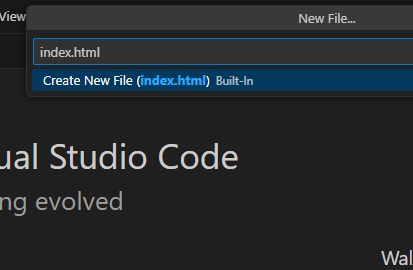 View
New File...
index.html
Create New File (index.html) Built-In
ual Studio Code
ng evolved
Wal